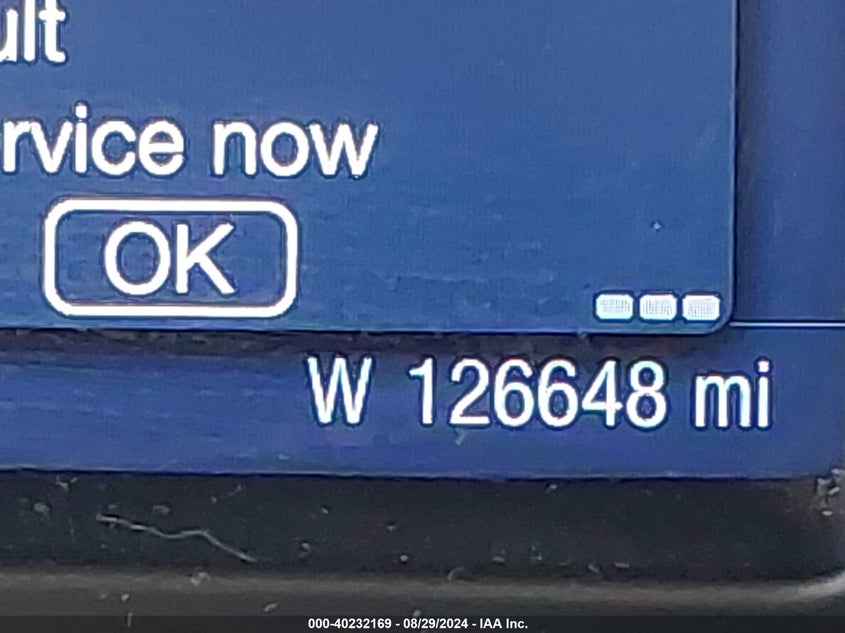 ult
rvice now
OK
W 126648 mi
000-40232169 - 08/29/2024 - IAA Inc.